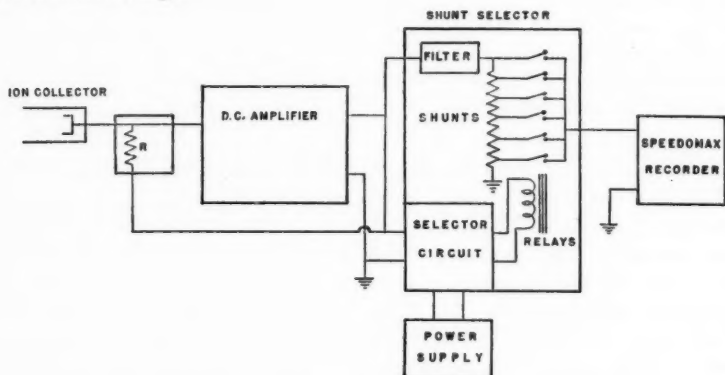 SHUNT SELECTOR
ION COLLECTOR
R
D.C. AMPLIFIER
FILTER
SHUNTS
SPEEDOMAX
RECORDER
SELECTOR
CIRCUIT
RELAYS
POWER
SUPPLY